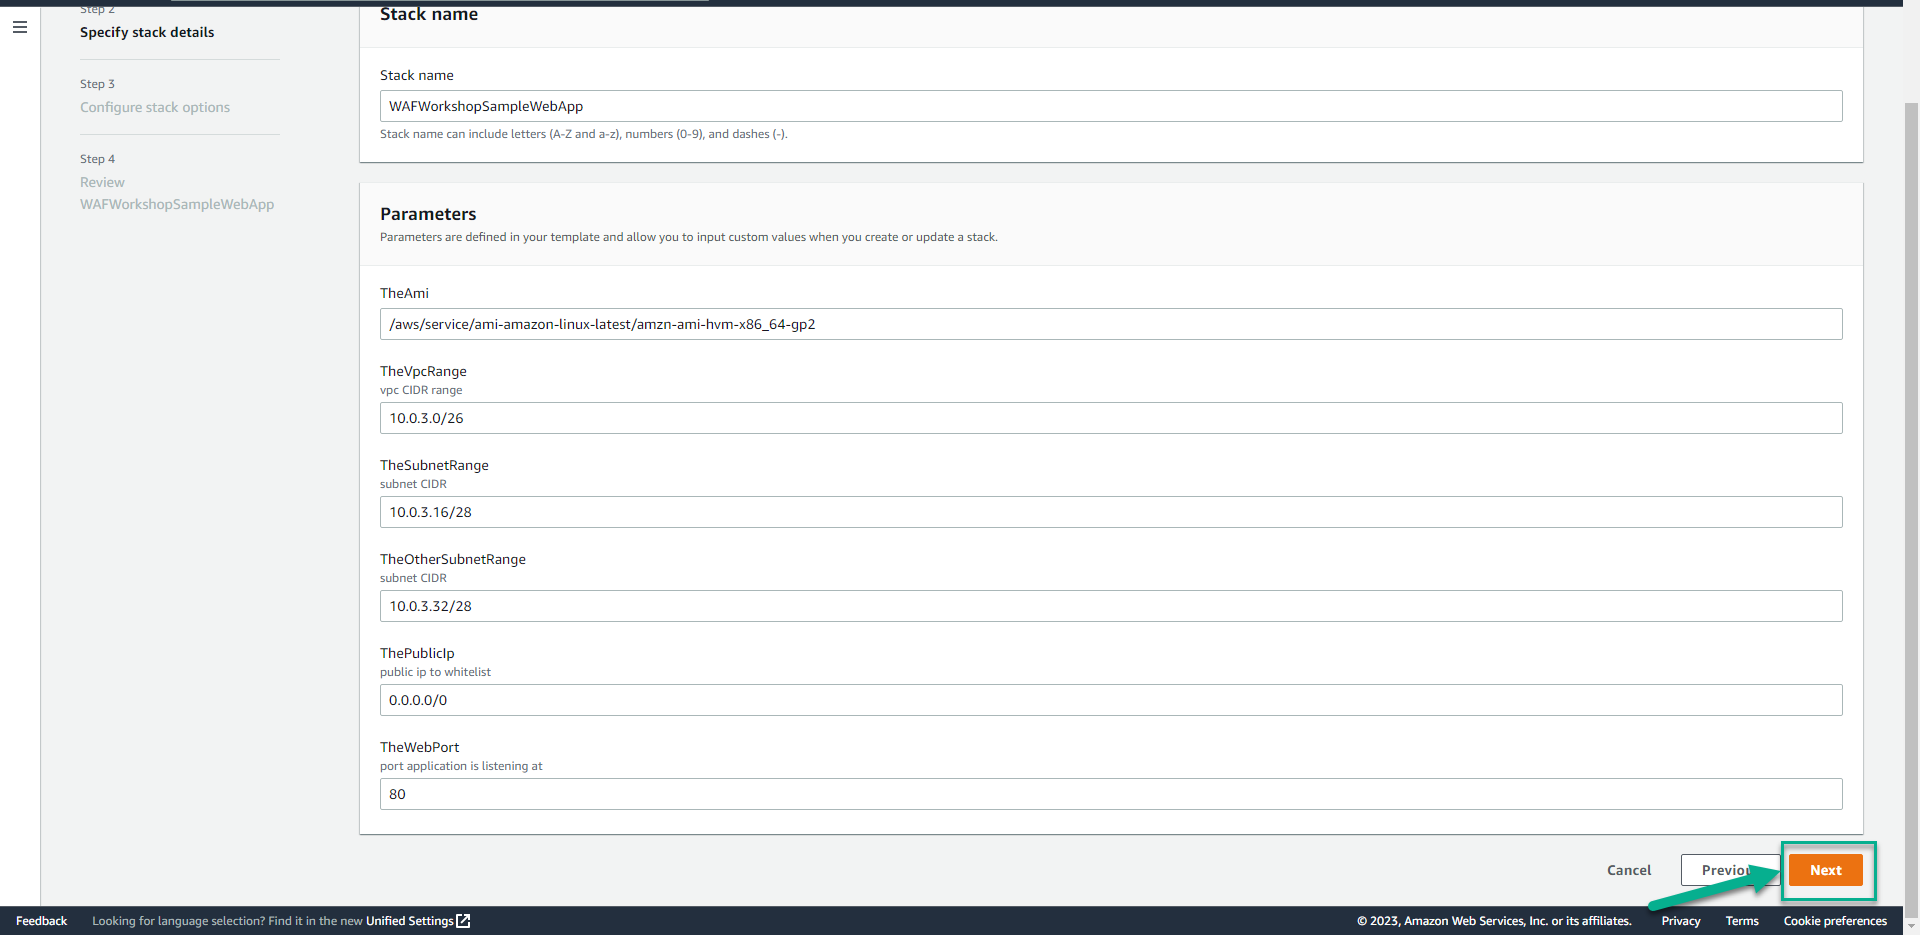 Step 2
Specify stack details
Step 3
Configure stack options
Step 4
Review
WAFWorkshopSampleWebApp
Stack name
Stack name
WAFWorkshopSampleWebApp
Stack name can include letters (A-Z and a-z), numbers (0-9), and dashes (-).
Parameters
Parameters are defined in your template and allow you to input custom values when you create or update a stack.
TheAmi
/aws/service/ami-amazon-linux-latest/amzn-ami-hvm-x86_64-gp2
TheVpcRange
vpc CIDR range
10.0.3.0/26
TheSubnetRange
subnet CIDR
10.0.3.16/28
TheOtherSubnetRange
subnet CIDR
10.0.3.32/28
ThePublicIp
public ip to whitelist
0.0.0.0/0
TheWebPort
port application is listening at
80
Cancel Previou Next
Feedback Looking for language selection? Find it in the new Unified Settings © 2023, Amazon Web Services, Inc. or its affiliates. Privacy Terms Cookie preferences